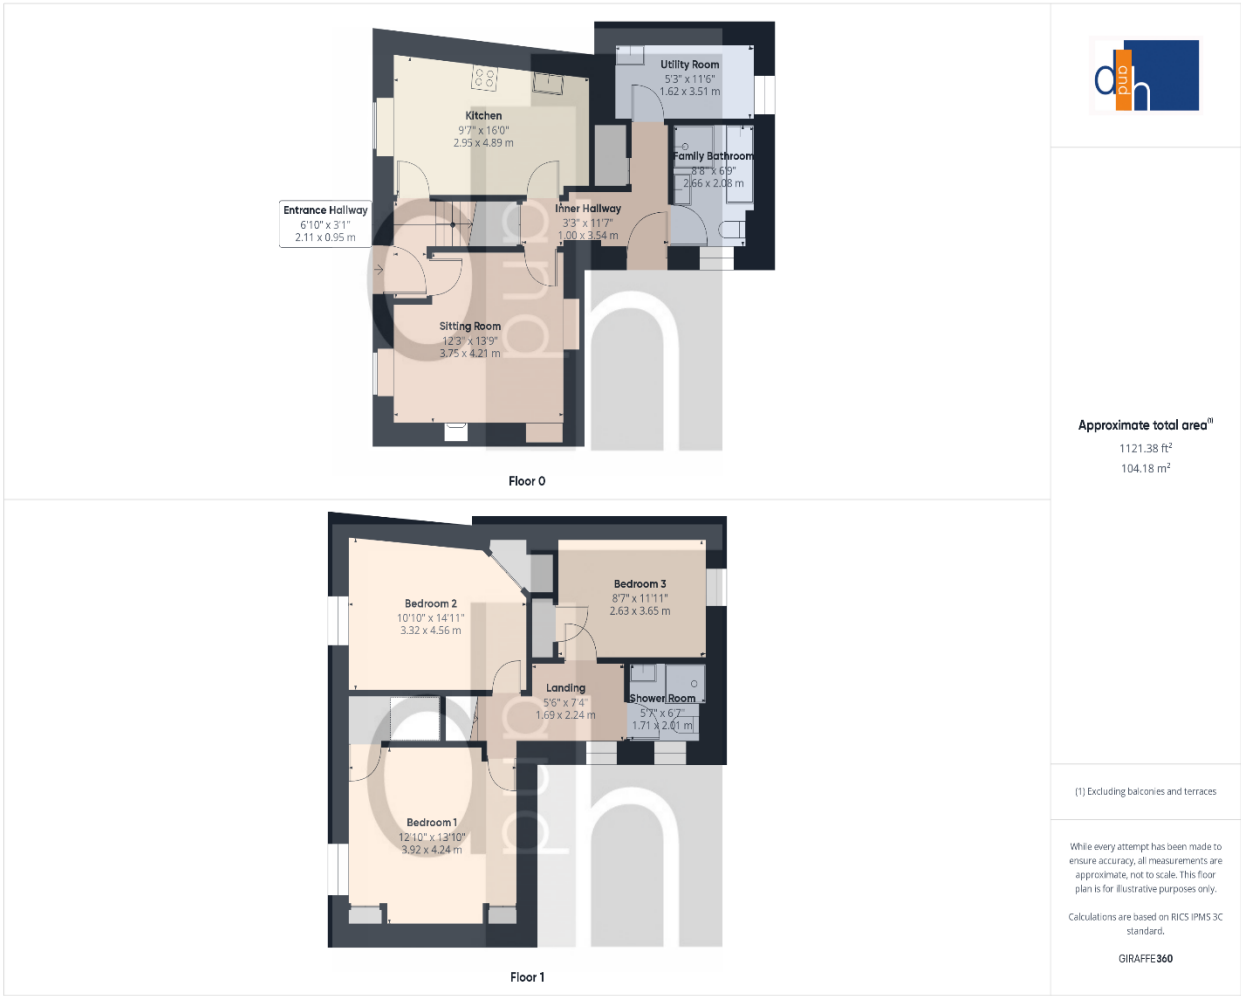 Utility Room
5'3" x 11'6"
1.62 x 3.51 m
Kitchen
9'7" x 16'0"
2.95 x 4.89 m
Family Bathroom
8'8" x 6'9"
2.66 x 2.08 m
Entrance Hallway
6'10" x 3'1"
2.11 x 0.95 m
Inner Hallway
3'3" x 11'7"
1.00 x 3.54 m
Sitting Room
12'3" x 13'9"
3.75 x 4.21 m
Floor 0
Bedroom 2
10'10" x 14'11"
3.32 x 4.56 m
Bedroom 3
8'7" x 11'11"
2.63 x 3.65 m
Landing
5'6" x 7'4"
1.69 x 2.24 m
Shower Room
5'7" x 6'7"
1.71 x 2.01 m
Bedroom 1
12'10" x 13'10"
3.92 x 4.24 m
Floor 1
d and h
d and h
d and h
Approximate total area(1)
1121.38 ft²
104.18 m²
(1) Excluding balconies and terraces
While every attempt has been made to
ensure accuracy, all measurements are
approximate, not to scale. This floor
plan is for illustrative purposes only.
Calculations are based on RICS IPMS 3C
standard.
GIRAFFE360